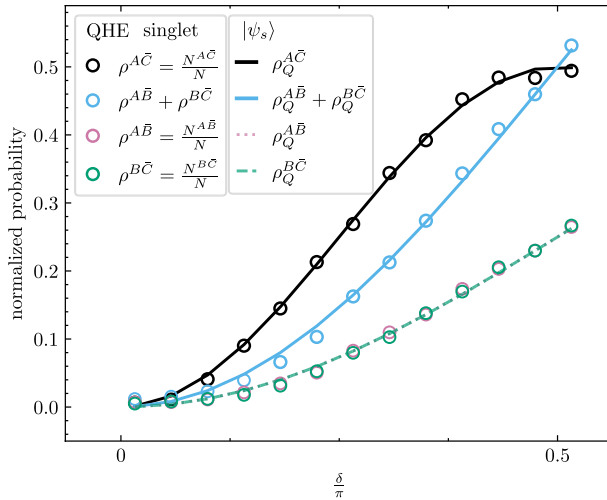 QHE singlet
ρ^{AC̄} = N^{AC̄}/N
ρ^{AB̄} + ρ^{BC̄}
ρ^{AB̄} = N^{AB̄}/N
ρ^{BC̄} = N^{BC̄}/N
|ψ_s⟩
ρ_Q^{AC̄}
ρ_Q^{AB̄} + ρ_Q^{BC̄}
ρ_Q^{AB̄}
ρ_Q^{BC̄}
normalized probability
0.5
0.4
0.3
0.2
0.1
0.0
0
0.5
δ/π